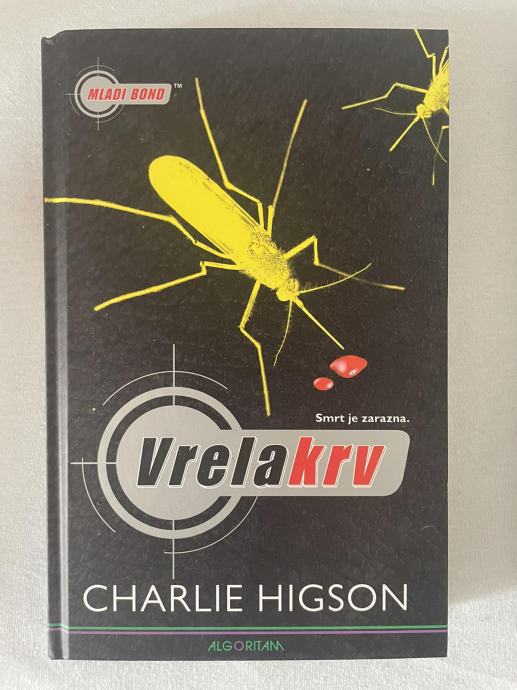 MLADI BOND™
Smrt je zarazna.
Vrelakrv
CHARLIE HIGSON
ALGORITAM